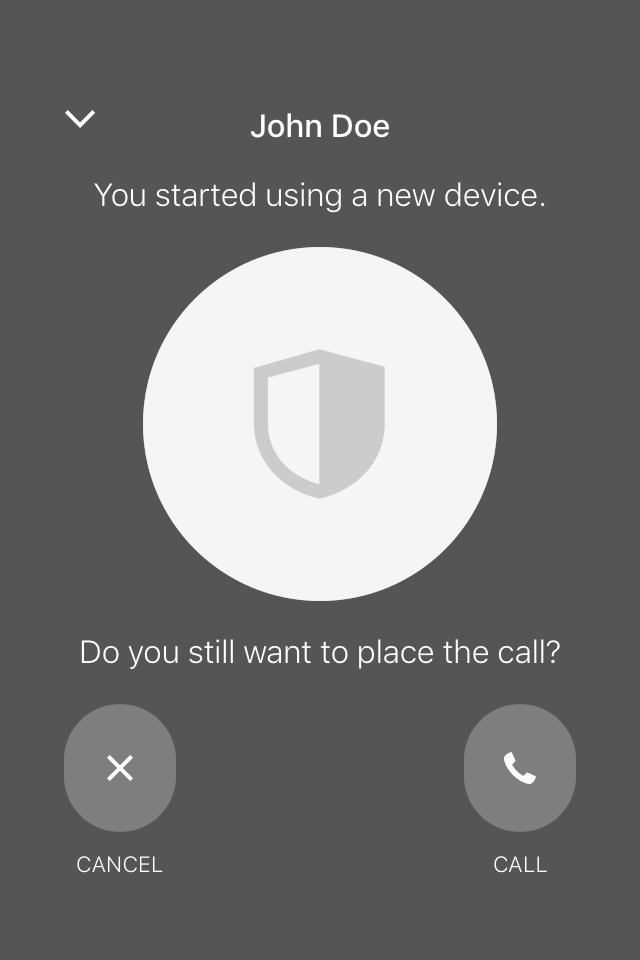 John Doe
You started using a new device.
Do you still want to place the call?
CANCEL
CALL